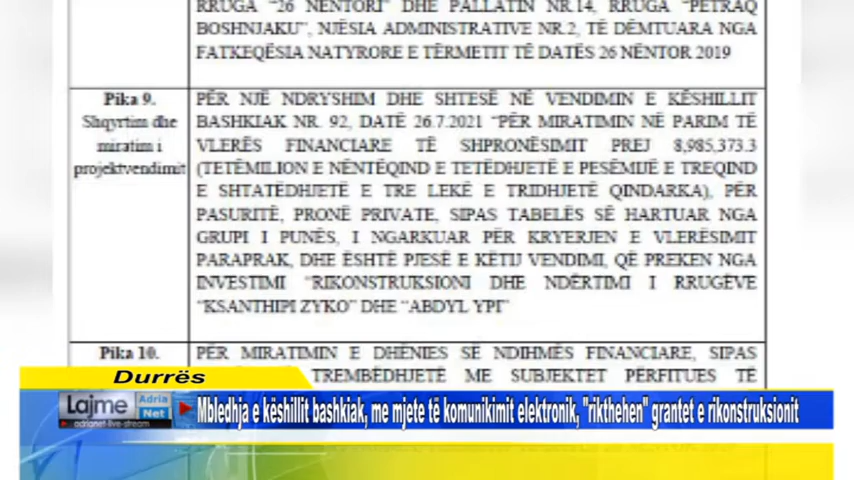 RRUGA "26 NËNTORI" DHE PALLATIN NR.14, RRUGA "PETRAQ
BOSHNJAKU", NJËSIA ADMINISTRATIVE NR.2, TË DËMTUARA NGA
FATKEQËSIA NATYRORE E TËRMETIT TË DATËS 26 NËNTOR 2019
Pika 9.
Shqyrtim dhe
miratim i
projektvendimit
PËR NJË NDRYSHIM DHE SHTESË NË VENDIMIN E KËSHILLIT
BASHKIAK NR. 92, DATË 26.7.2021 "PËR MIRATIMIN NË PARIM TË
VLERËS FINANCIARE TË SHPRONËSIMIT PREJ 8,985,373.3
(TETËMILION E NËNTËQIND E TETËDHJETË E PESËMIJË E TREQIND
E SHTATËDHJETË E TRE LEKË E TRIDHJETË QINDARKA), PËR
PASURITË, PRONË PRIVATE, SIPAS TABELËS SË HARTUAR NGA
GRUPI I PUNËS, I NGARKUAR PËR KRYERJEN E VLERËSIMIT
PARAPRAK, DHE ËSHTË PJESË E KËTIJ VENDIMI, QË PREKEN NGA
INVESTIMI "RIKONSTRUKSIONI DHE NDËRTIMI I RRUGËVE
"KSANTHIPI ZYKO" DHE "ABDYL YPI"
Pika 10.
PËR MIRATIMIN E DHËNIES SË NDIHMËS FINANCIARE, SIPAS
TREMBËDHJETË ME SUBJEKTET PËRFITUES TË
Durrës
Lajme Adria Net
adrianet-live-stream
Mbledhja e këshillit bashkiak, me mjete të komunikimit elektronik, "rikthehen" grantet e rikonstruksionit